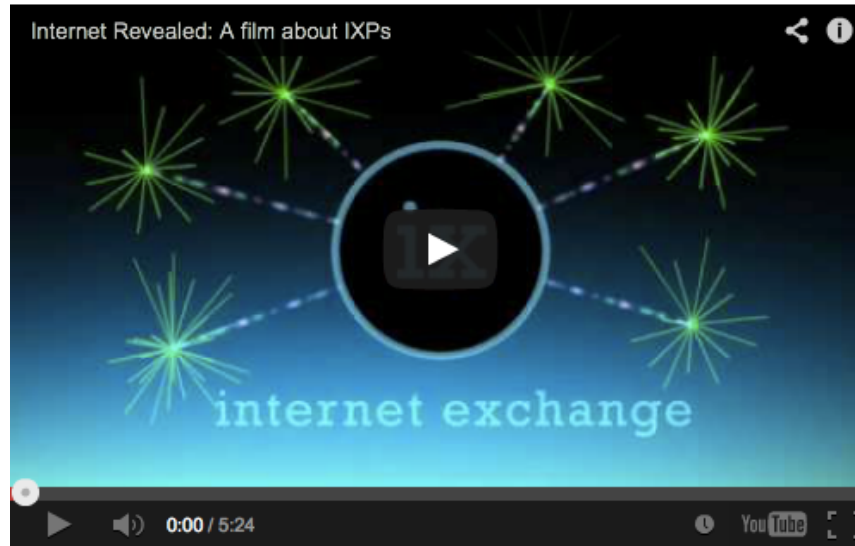 Internet Revealed: A film about IXPs
IX
internet exchange
0:00 / 5:24
YouTube